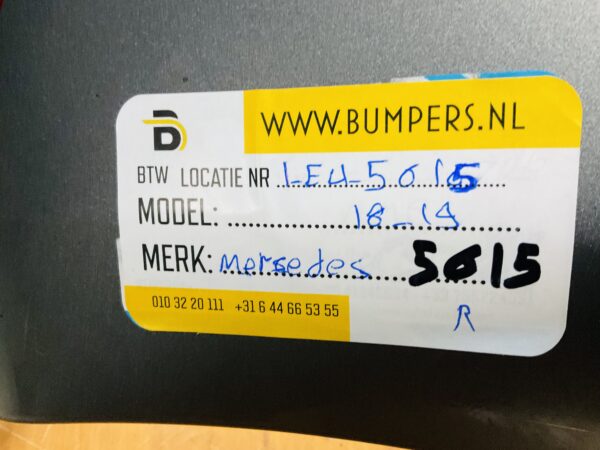 WWW.BUMPERS.NL
BTW LOCATIE NR LEU-5015
MODEL: 18-19
MERK: Mersedes 5015
010 32 20 111 +31 6 44 66 53 55
R